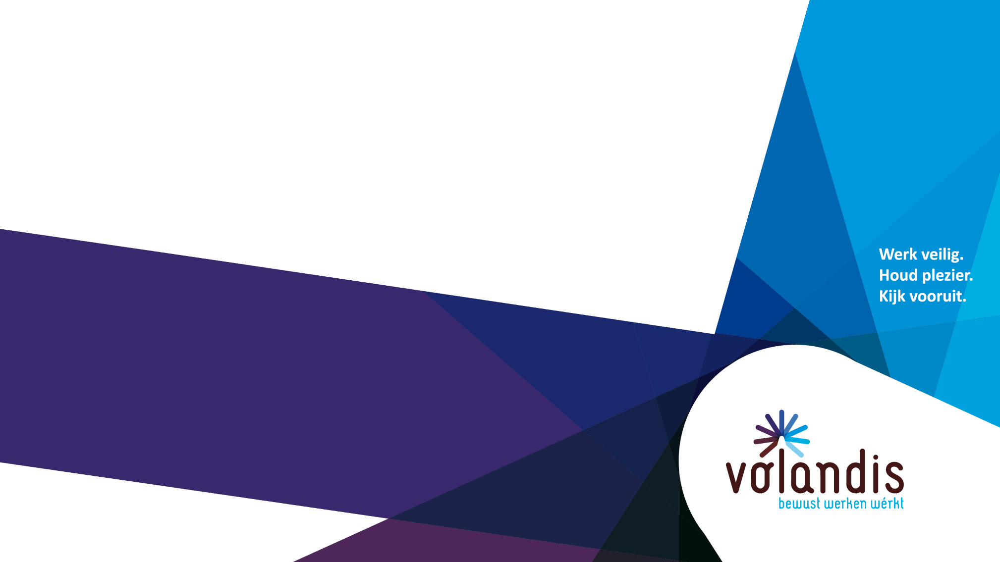 Werk veilig.
Houd plezier.
Kijk vooruit.
volandis
bewust werken wérkt